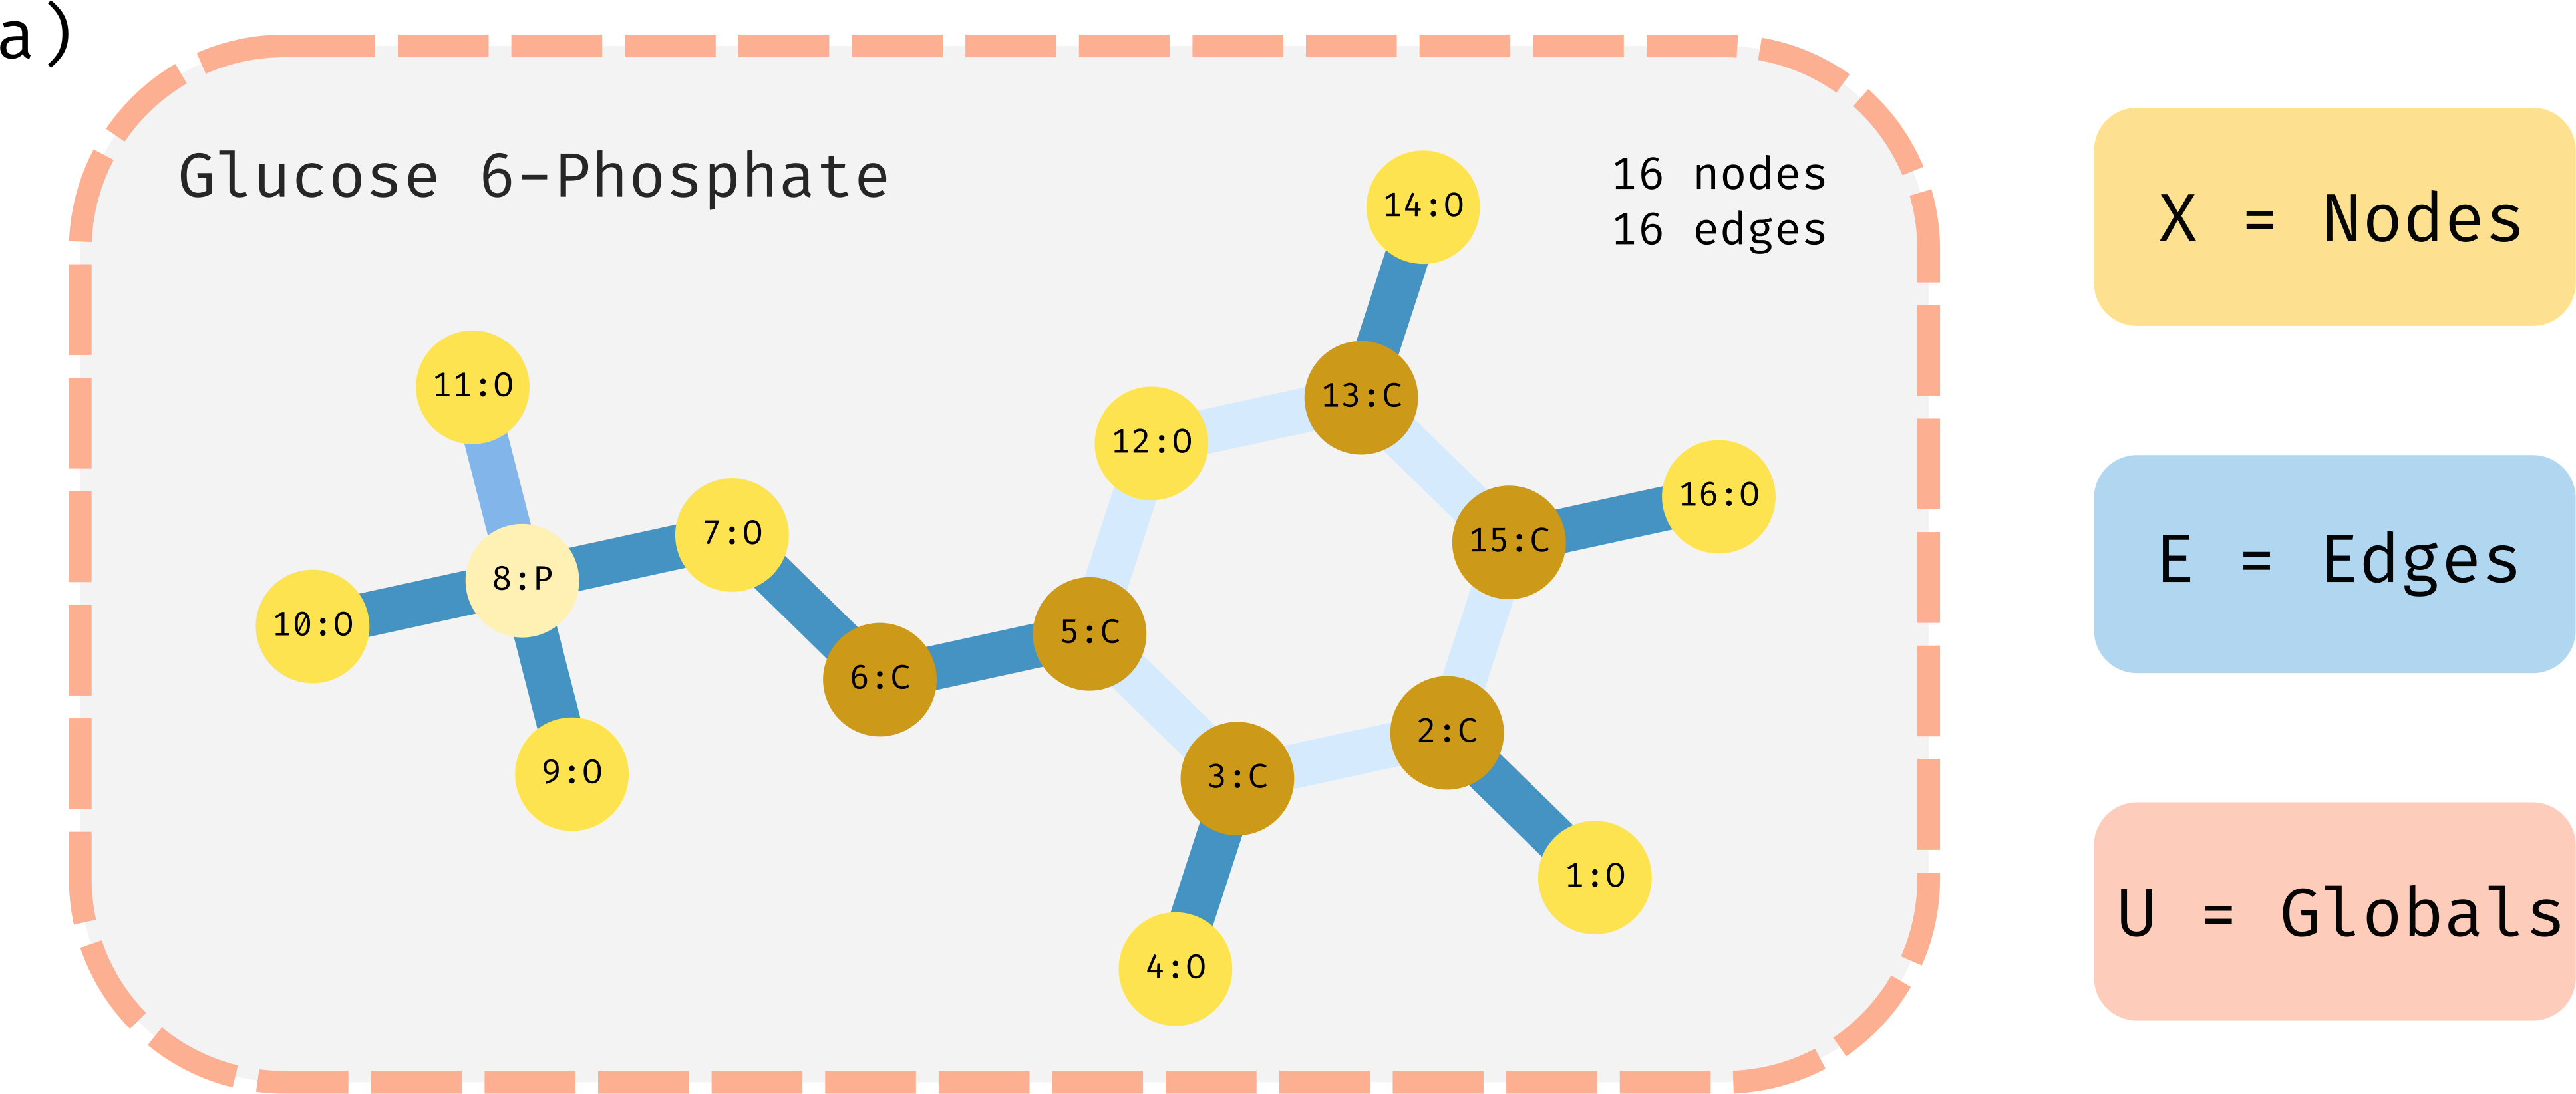 a)
Glucose 6-Phosphate
16 nodes
16 edges
14:O
11:O
13:C
12:O
16:O
7:O
15:C
8:P
10:O
5:C
6:C
2:C
9:O
3:C
1:O
4:O
X = Nodes
E = Edges
U = Globals